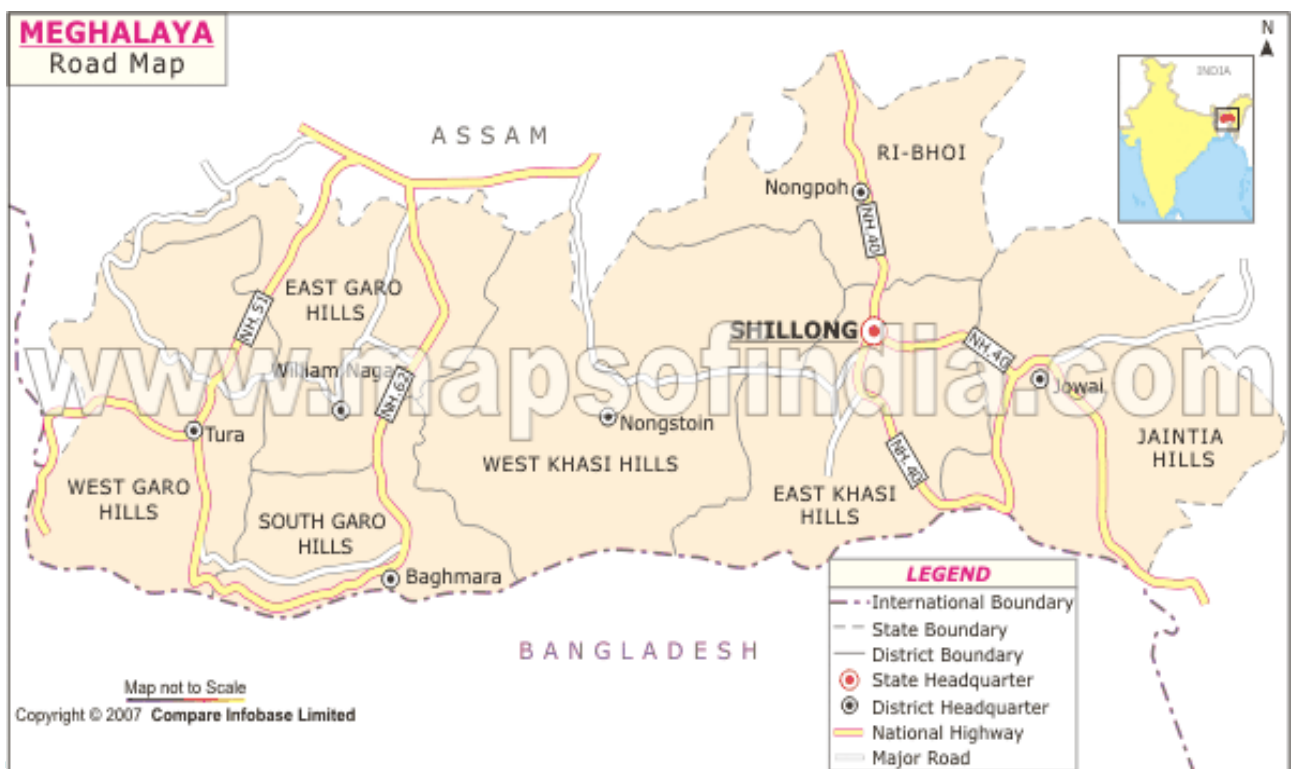 MEGHALAYA
Road Map
N
INDIA
ASSAM
RI-BHOI
Nongpoh
NH.40
EAST GARO
HILLS
NH.51
SHILLONG
NH.40
www.mapsofindia.com
William Nagar
NH.62
Jowai
Tura
Nongstoin
JAINTIA
HILLS
WEST KHASI HILLS
NH.40
WEST GARO
HILLS
EAST KHASI
HILLS
SOUTH GARO
HILLS
Baghmara
BANGLADESH
LEGEND
International Boundary
State Boundary
District Boundary
State Headquarter
District Headquarter
National Highway
Major Road
Map not to Scale
Copyright © 2007 Compare Infobase Limited